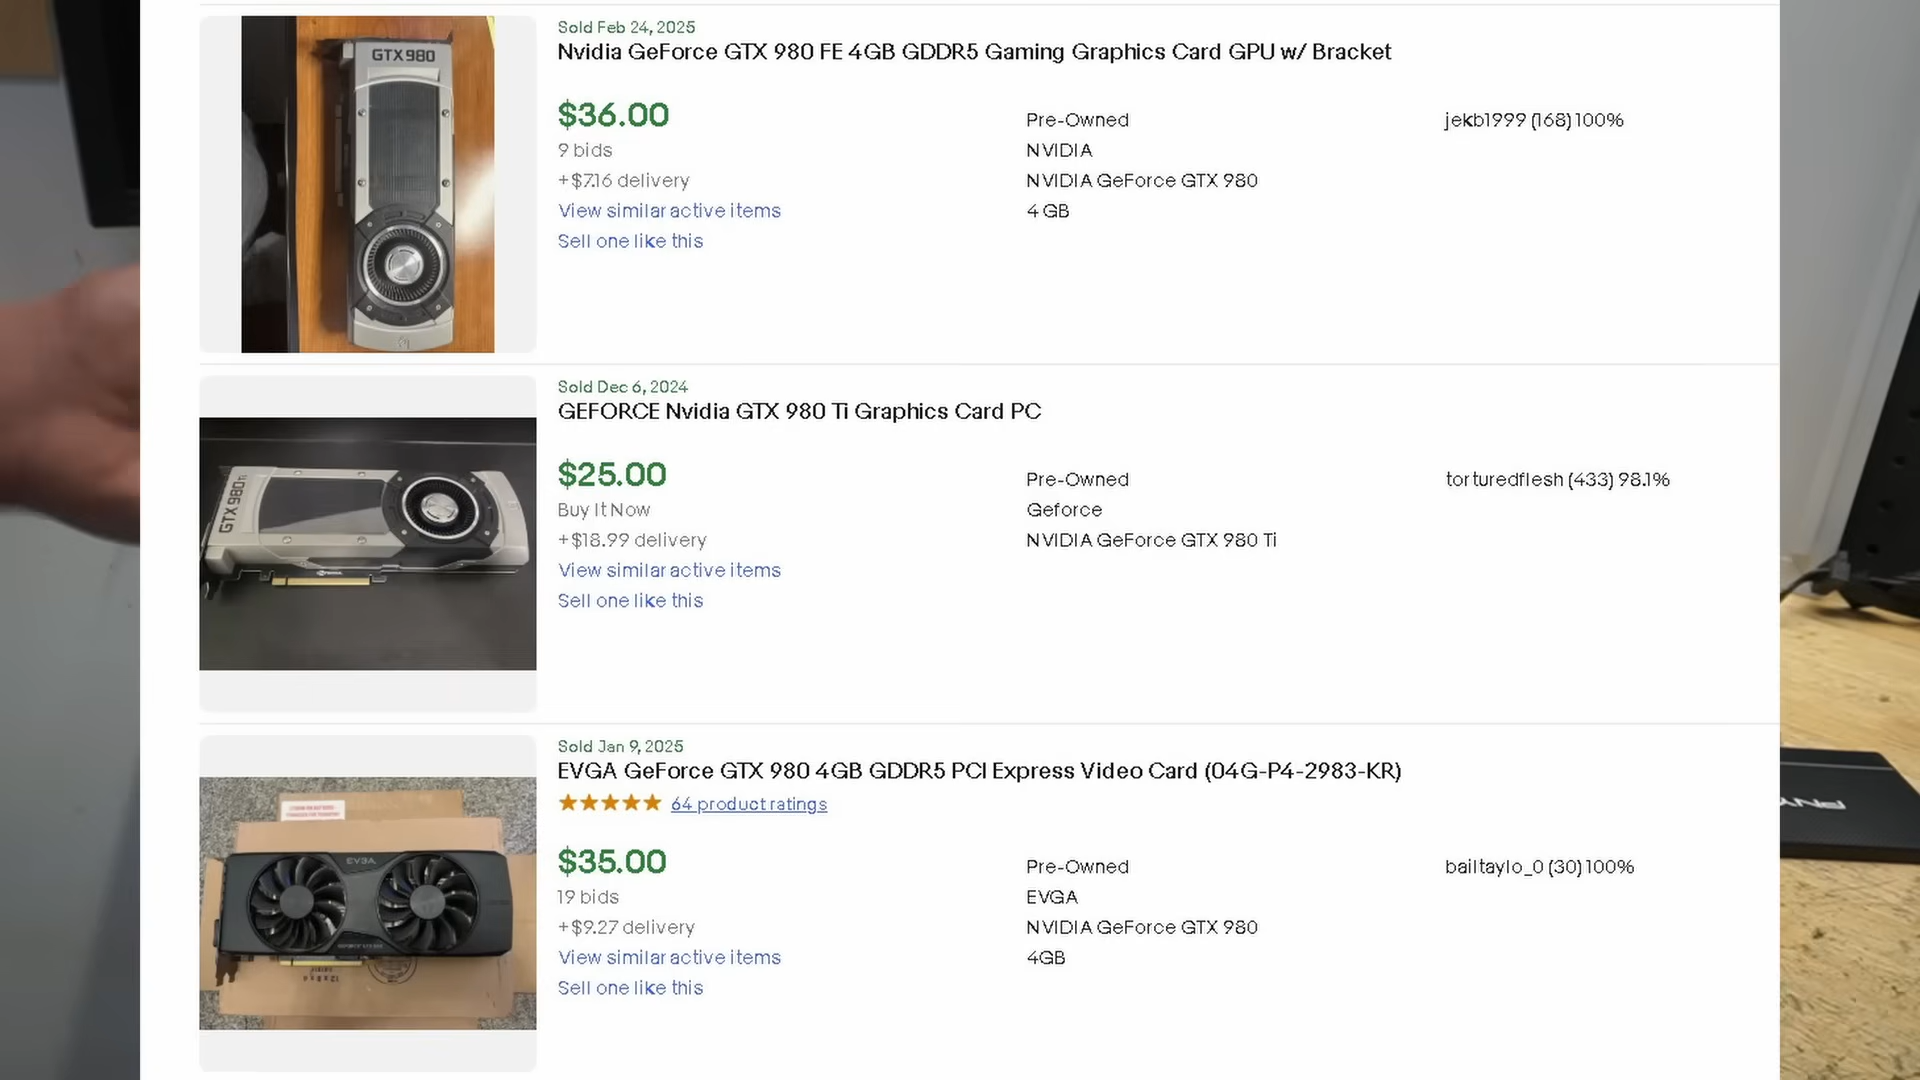 Sold Feb 24, 2025
Nvidia GeForce GTX 980 FE 4GB GDDR5 Gaming Graphics Card GPU w/ Bracket
GTX 980
$36.00
9 bids
+$7.16 delivery
View similar active items
Sell one like this
Pre-Owned
NVIDIA
NVIDIA GeForce GTX 980
4 GB
jekb1999 (168) 100%
Sold Dec 6, 2024
GEFORCE Nvidia GTX 980 Ti Graphics Card PC
GTX 980 Ti
$25.00
Buy It Now
+$18.99 delivery
View similar active items
Sell one like this
Pre-Owned
Geforce
NVIDIA GeForce GTX 980 Ti
torturedflesh (433) 98.1%
Sold Jan 9, 2025
EVGA GeForce GTX 980 4GB GDDR5 PCI Express Video Card (04G-P4-2983-KR)
64 product ratings
EVGA
$35.00
19 bids
+$9.27 delivery
View similar active items
Sell one like this
Pre-Owned
EVGA
NVIDIA GeForce GTX 980
4GB
bailtaylo_0 (30) 100%
PNY